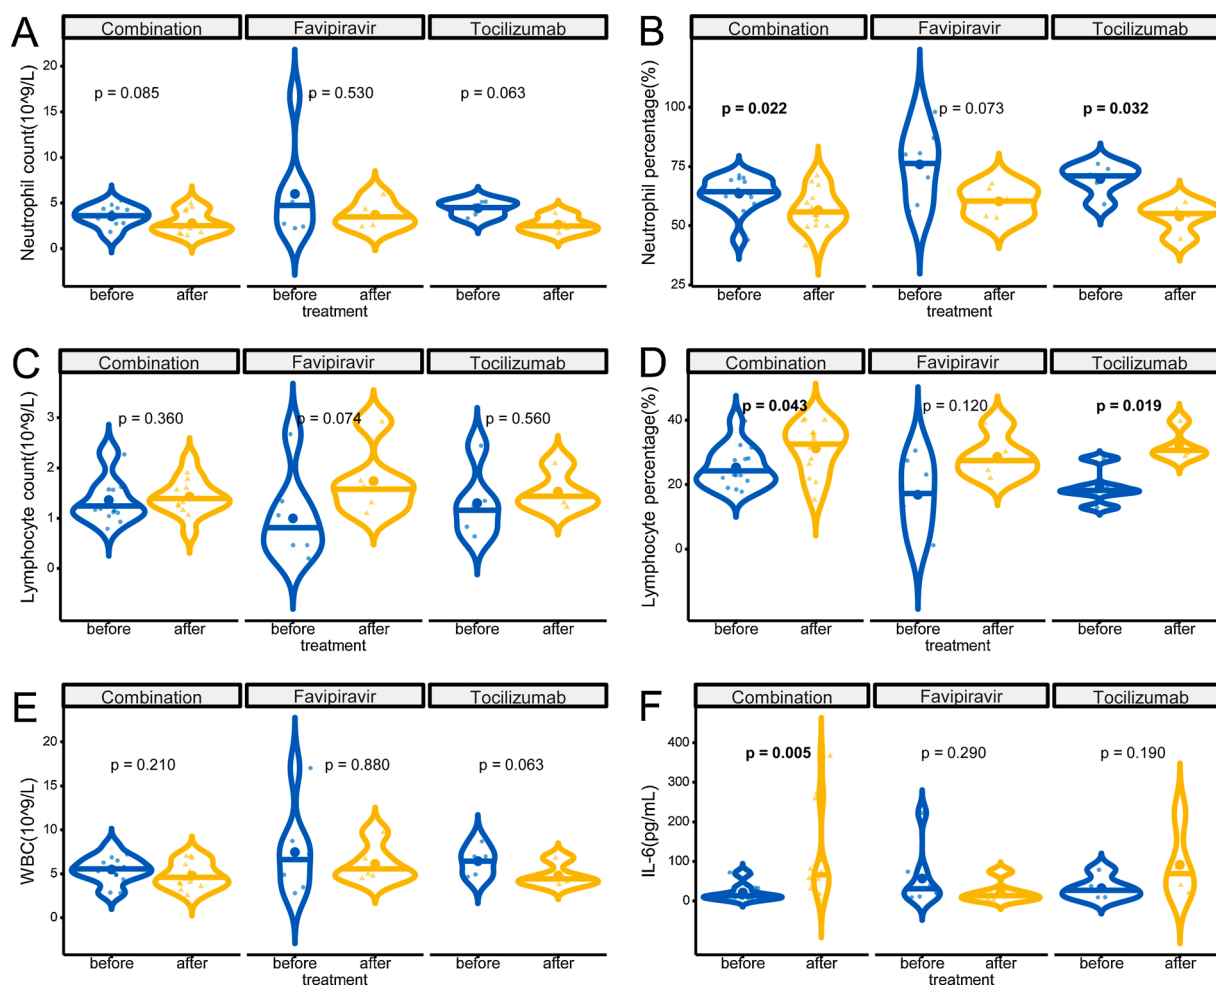 A
Combination Favipiravir Tocilizumab
Neutrophil count(10^9/L)
20
15
10
5
0
p = 0.085 p = 0.530 p = 0.063
before after before after before after
treatment
B
Combination Favipiravir Tocilizumab
Neutrophil percentage(%)
100
75
50
25
p = 0.022 p = 0.073 p = 0.032
before after before after before after
treatment
C
Combination Favipiravir Tocilizumab
Lymphocyte count(10^9/L)
3
2
1
0
p = 0.360 p = 0.074 p = 0.560
before after before after before after
treatment
D
Combination Favipiravir Tocilizumab
Lymphocyte percentage(%)
40
20
0
p = 0.043 p = 0.120 p = 0.019
before after before after before after
treatment
E
Combination Favipiravir Tocilizumab
WBC(10^9/L)
20
15
10
5
0
p = 0.210 p = 0.880 p = 0.063
before after before after before after
treatment
F
Combination Favipiravir Tocilizumab
IL-6(pg/mL)
400
300
200
100
0
p = 0.005 p = 0.290 p = 0.190
before after before after before after
treatment